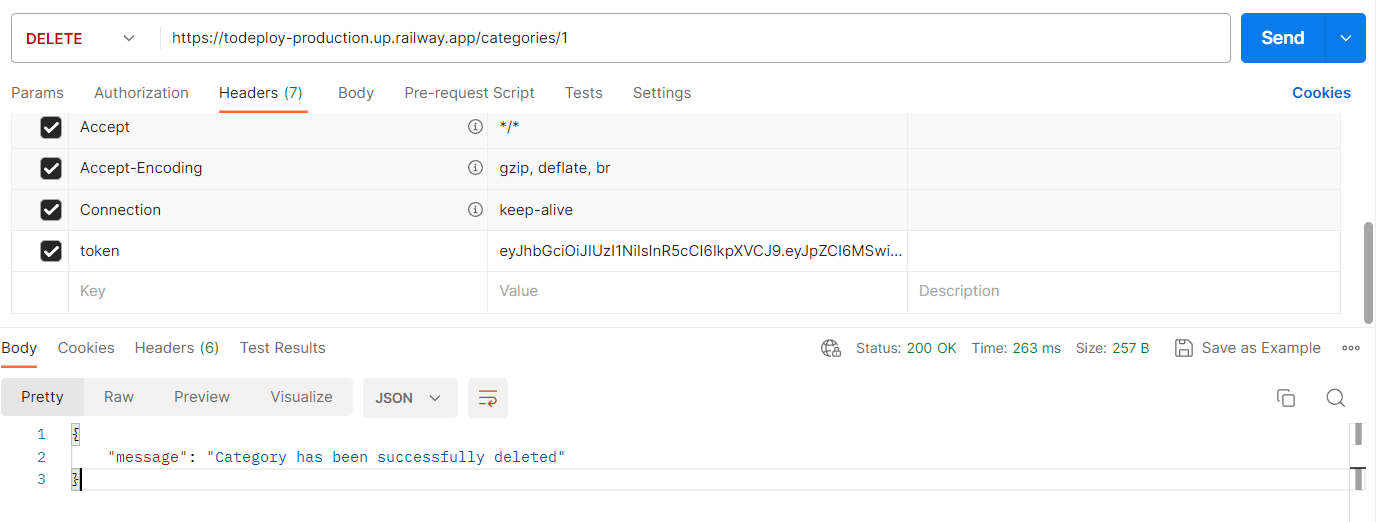 DELETE https://todeploy-production.up.railway.app/categories/1 Send
Params Authorization Headers (7) Body Pre-request Script Tests Settings Cookies
Accept */*
Accept-Encoding gzip, deflate, br
Connection keep-alive
token eyJhbGciOiJIUzI1NiIsInR5cCI6IkpXVCJ9.eyJpZCI6MSwi...
Key Value Description
Body Cookies Headers (6) Test Results Status: 200 OK Time: 263 ms Size: 257 B Save as Example
Pretty Raw Preview Visualize JSON
1 {
2 "message": "Category has been successfully deleted"
3 }